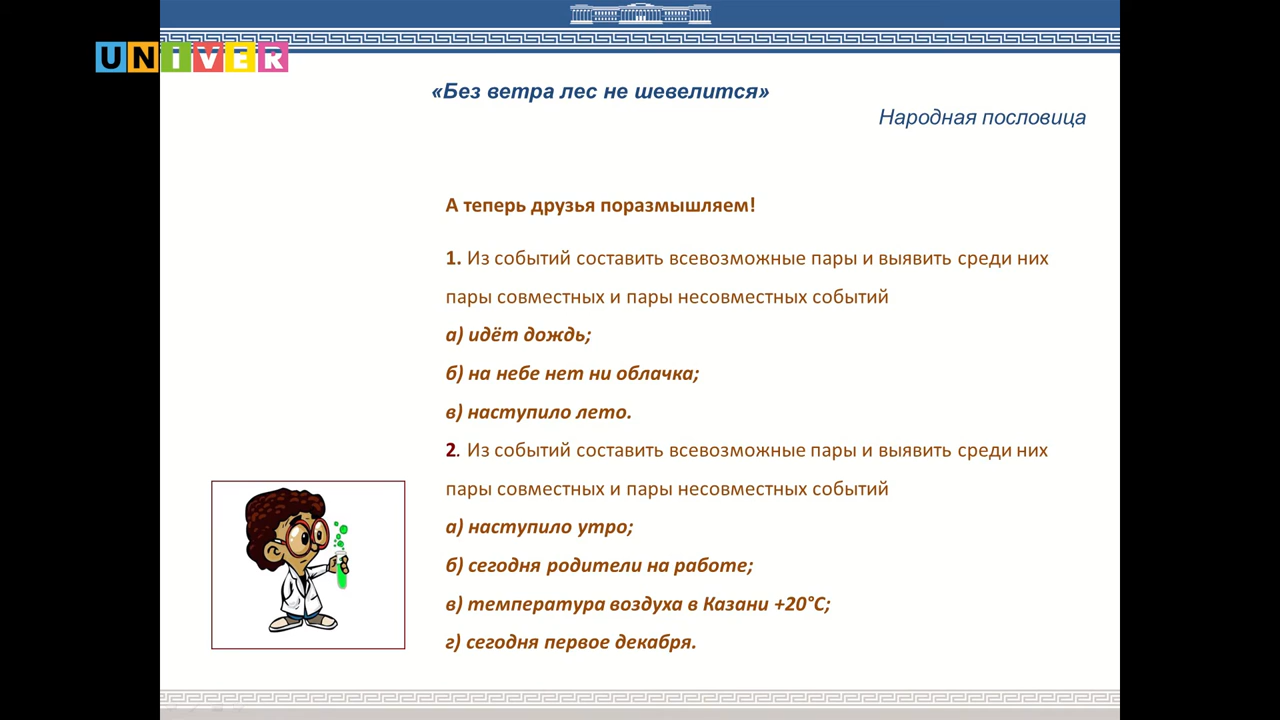 UNIVER
«Без ветра лес не шевелится»
Народная пословица
А теперь друзья поразмышляем!
1. Из событий составить всевозможные пары и выявить среди них
пары совместных и пары несовместных событий
а) идёт дождь;
б) на небе нет ни облачка;
в) наступило лето.
2. Из событий составить всевозможные пары и выявить среди них
пары совместных и пары несовместных событий
а) наступило утро;
б) сегодня родители на работе;
в) температура воздуха в Казани +20°С;
г) сегодня первое декабря.